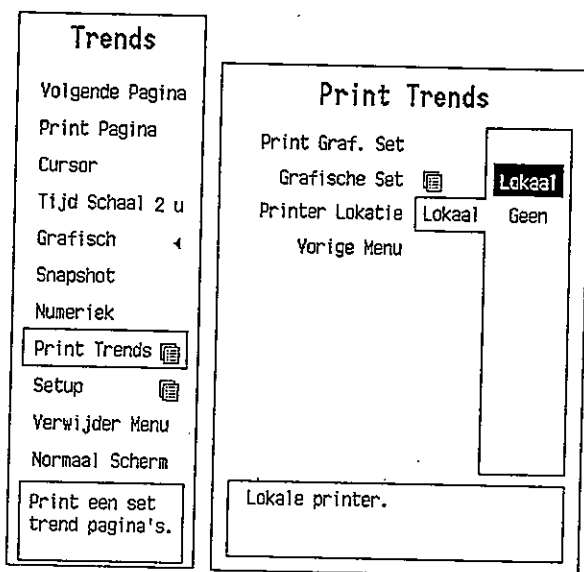 Trends
Volgende Pagina
Print Pagina
Cursor
Tijd Schaal 2 u
Grafisch
Snapshot
Numeriek
Print Trends
Setup
Verwijder Menu
Normaal Scherm
Print een set
trend pagina's.
Print Trends
Print Graf. Set
Grafische Set
Printer Lokatie Lokaal
Vorige Menu
Lokaal
Geen
Lokale printer.